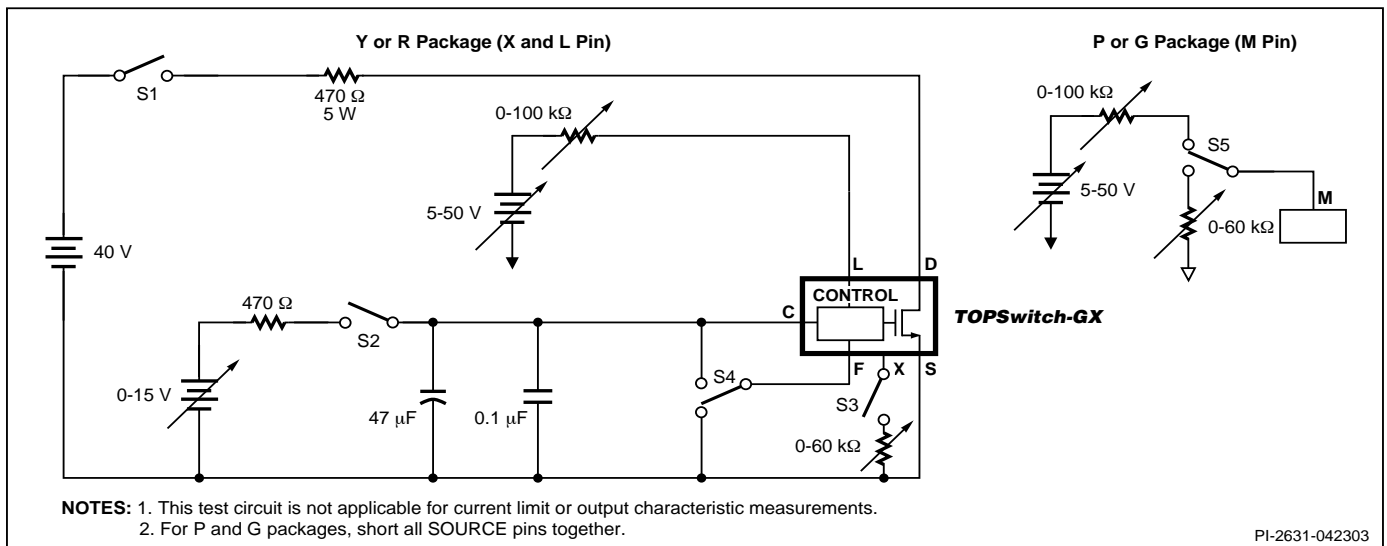 Y or R Package (X and L Pin)
P or G Package (M Pin)
S1
470 Ω
5 W
0-100 kΩ
5-50 V
40 V
L
D
CONTROL
C
TOPSwitch-GX
470 Ω
S2
0-15 V
47 μF
0.1 μF
S4
F
X
S
S3
0-60 kΩ
0-100 kΩ
S5
5-50 V
M
0-60 kΩ
NOTES: 1. This test circuit is not applicable for current limit or output characteristic measurements.
2. For P and G packages, short all SOURCE pins together.
PI-2631-042303